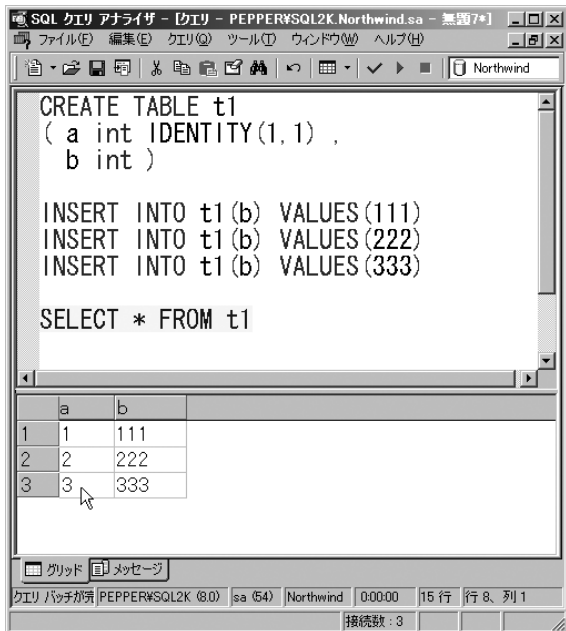 SQL クエリ アナライザ - [クエリ - PEPPER¥SQL2K.Northwind.sa - 無題7*]
ファイル(F) 編集(E) クエリ(Q) ツール(T) ウィンドウ(W) ヘルプ(H)
Northwind
CREATE TABLE t1
( a int IDENTITY(1,1) ,
b int )
INSERT INTO t1(b) VALUES(111)
INSERT INTO t1(b) VALUES(222)
INSERT INTO t1(b) VALUES(333)
SELECT * FROM t1
a b
1 1 111
2 2 222
3 3 333
グリッド メッセージ
クエリ バッチが完 PEPPER¥SQL2K (8.0) sa (54) Northwind 0:00:00 15 行 行 8、列 1
接続数 : 3